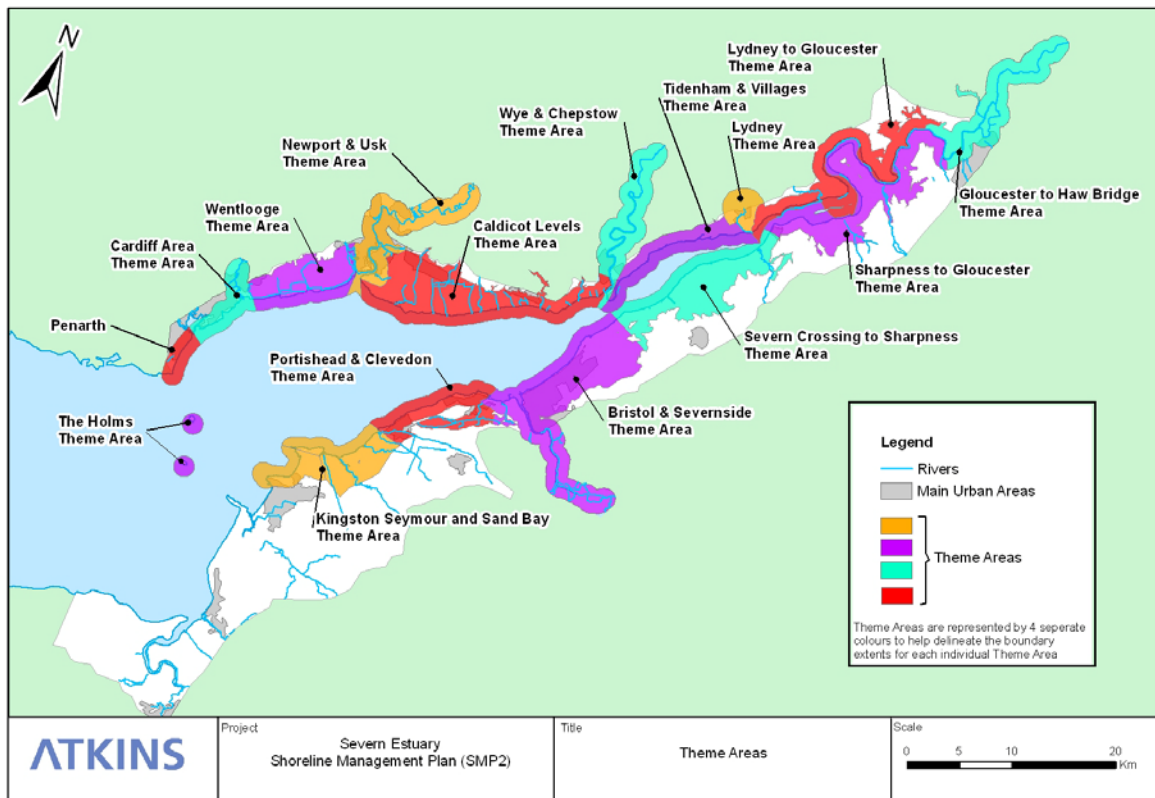 N
Lydney to Gloucester
Theme Area
Tidenham & Villages
Theme Area
Wye & Chepstow
Theme Area
Lydney
Theme Area
Newport & Usk
Theme Area
Wentlooge
Theme Area
Caldicot Levels
Theme Area
Cardiff Area
Theme Area
Gloucester to Haw Bridge
Theme Area
Sharpness to Gloucester
Theme Area
Penarth
Severn Crossing to Sharpness
Theme Area
Portishead & Clevedon
Theme Area
Bristol & Severnside
Theme Area
The Holms
Theme Area
Kingston Seymour and Sand Bay
Theme Area
Legend
Rivers
Main Urban Areas
Theme Areas
Theme Areas are represented by 4 seperate
colours to help delineate the boundary
extents for each individual Theme Area
ATKINS
Project
Severn Estuary
Shoreline Management Plan (SMP2)
Title
Theme Areas
Scale
0 5 10 20
Km